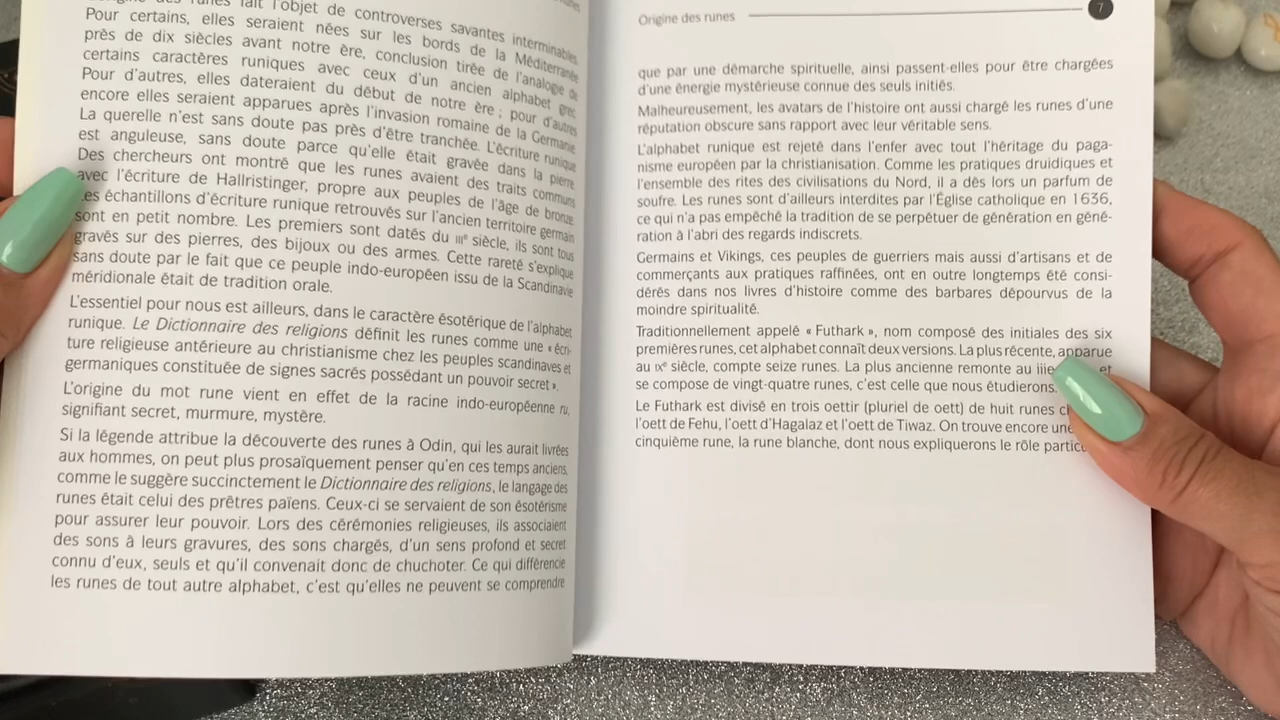 des runes fait l'objet de controverses savantes interminables.
Pour certains, elles seraient nées sur les bords de la Méditerranée
près de dix siècles avant notre ère, conclusion tirée de l'analogie de
certains caractères runiques avec ceux d'un ancien alphabet grec.
Pour d'autres, elles dateraient du début de notre ère ; pour d'autres
encore elles seraient apparues après l'invasion romaine de la Germanie.
La querelle n'est sans doute pas près d'être tranchée. L'écriture runique
est anguleuse, sans doute parce qu'elle était gravée dans la pierre.
Des chercheurs ont montré que les runes avaient des traits communs
avec l'écriture de Hallristinger, propre aux peuples de l'âge de bronze.
Les échantillons d'écriture runique retrouvés sur l'ancien territoire germain
sont en petit nombre. Les premiers sont datés du IIIe siècle, ils sont tous
gravés sur des pierres, des bijoux ou des armes. Cette rareté s'explique
sans doute par le fait que ce peuple indo-européen issu de la Scandinavie
méridionale était de tradition orale.
L'essentiel pour nous est ailleurs, dans le caractère ésotérique de l'alphabet
runique. Le Dictionnaire des religions définit les runes comme une « écri-
ture religieuse antérieure au christianisme chez les peuples scandinaves et
germaniques constituée de signes sacrés possédant un pouvoir secret ».
L'origine du mot rune vient en effet de la racine indo-européenne ru,
signifiant secret, murmure, mystère.
Si la légende attribue la découverte des runes à Odin, qui les aurait livrées
aux hommes, on peut plus prosaïquement penser qu'en ces temps anciens,
comme le suggère succinctement le Dictionnaire des religions, le langage des
runes était celui des prêtres païens. Ceux-ci se servaient de son ésotérisme
pour assurer leur pouvoir. Lors des cérémonies religieuses, ils associaient
des sons à leurs gravures, des sons chargés, d'un sens profond et secret
connu d'eux, seuls et qu'il convenait donc de chuchoter. Ce qui différencie
les runes de tout autre alphabet, c'est qu'elles ne peuvent se comprendre
Origine des runes 7
que par une démarche spirituelle, ainsi passent-elles pour être chargées
d'une énergie mystérieuse connue des seuls initiés.
Malheureusement, les avatars de l'histoire ont aussi chargé les runes d'une
réputation obscure sans rapport avec leur véritable sens.
L'alphabet runique est rejeté dans l'enfer avec tout l'héritage du paga-
nisme européen par la christianisation. Comme les pratiques druidiques et
l'ensemble des rites des civilisations du Nord, il a dès lors un parfum de
soufre. Les runes sont d'ailleurs interdites par l'Église catholique en 1636,
ce qui n'a pas empêché la tradition de se perpétuer de génération en géné-
ration à l'abri des regards indiscrets.
Germains et Vikings, ces peuples de guerriers mais aussi d'artisans et de
commerçants aux pratiques raffinées, ont en outre longtemps été consi-
dérés dans nos livres d'histoire comme des barbares dépourvus de la
moindre spiritualité.
Traditionnellement appelé « Futhark », nom composé des initiales des six
premières runes, cet alphabet connaît deux versions. La plus récente, apparue
au IXe siècle, compte seize runes. La plus ancienne remonte au et
se compose de vingt-quatre runes, c'est celle que nous étudierons.
Le Futhark est divisé en trois oettir (pluriel de oett) de huit runes
l'oett de Fehu, l'oett d'Hagalaz et l'oett de Tiwaz. On trouve encore une
cinquième rune, la rune blanche, dont nous expliquerons le rôle